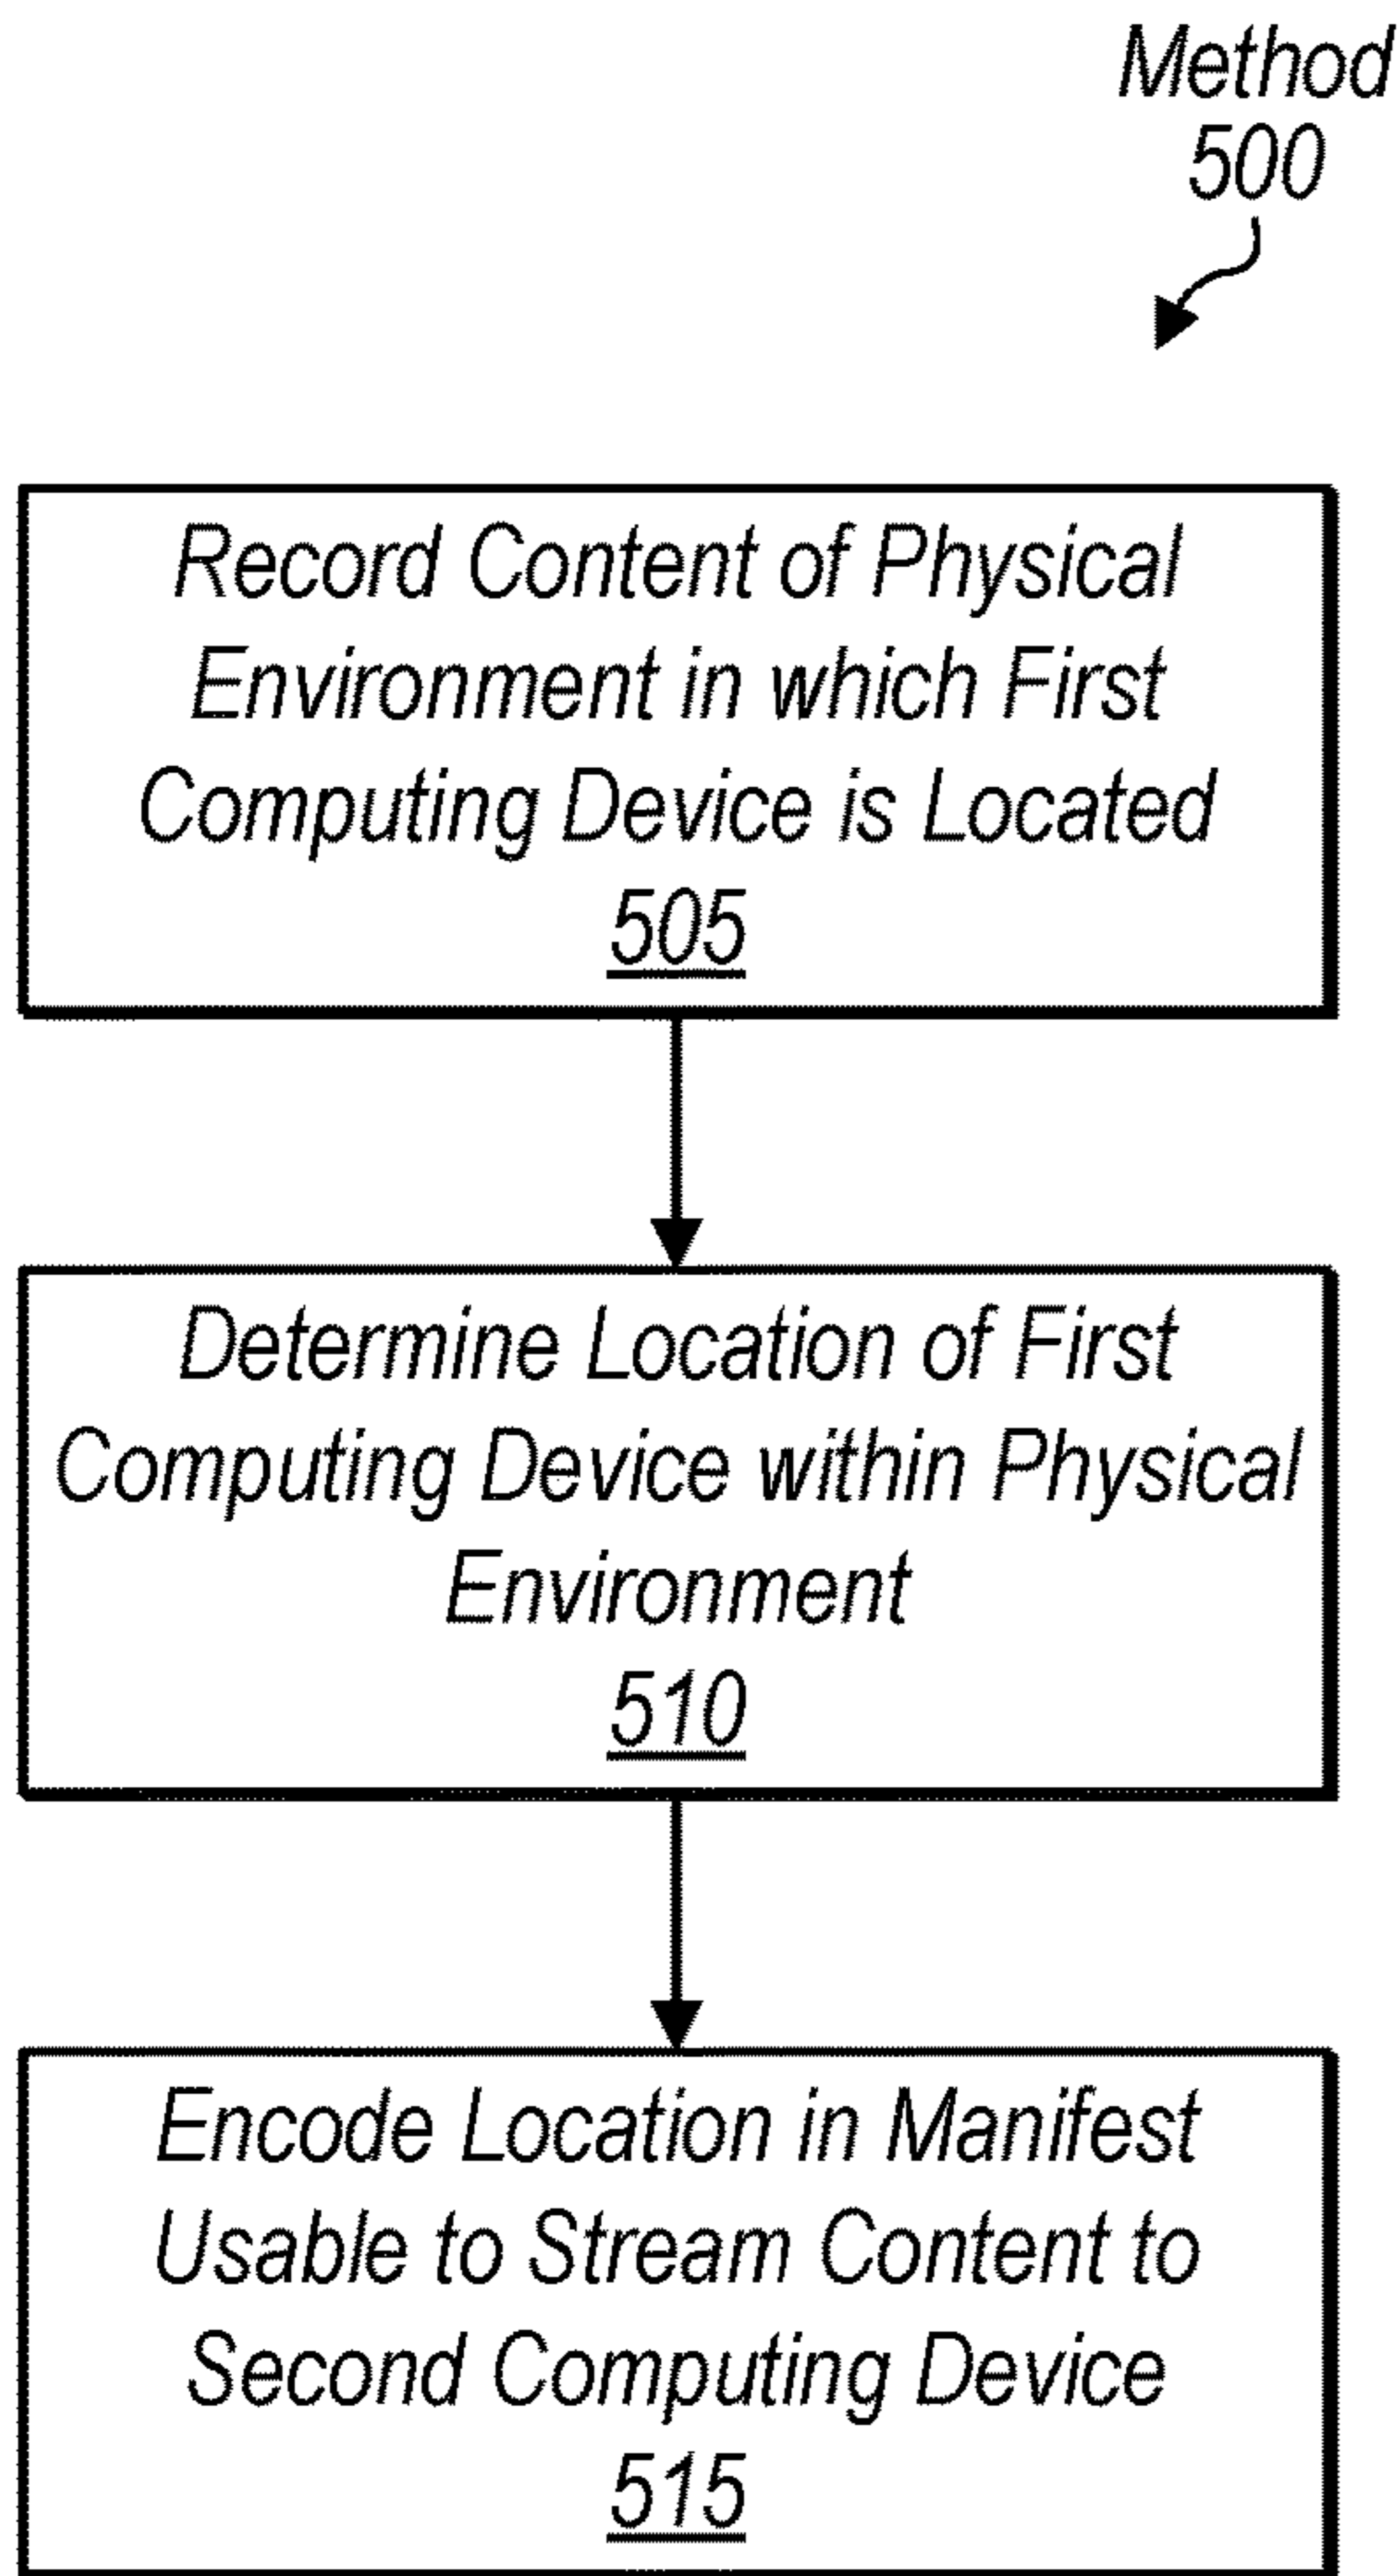 Method
500
Record Content of Physical
Environment in which First
Computing Device is Located
505
Determine Location of First
Computing Device within Physical
Environment
510
Encode Location in Manifest
Usable to Stream Content to
Second Computing Device
515